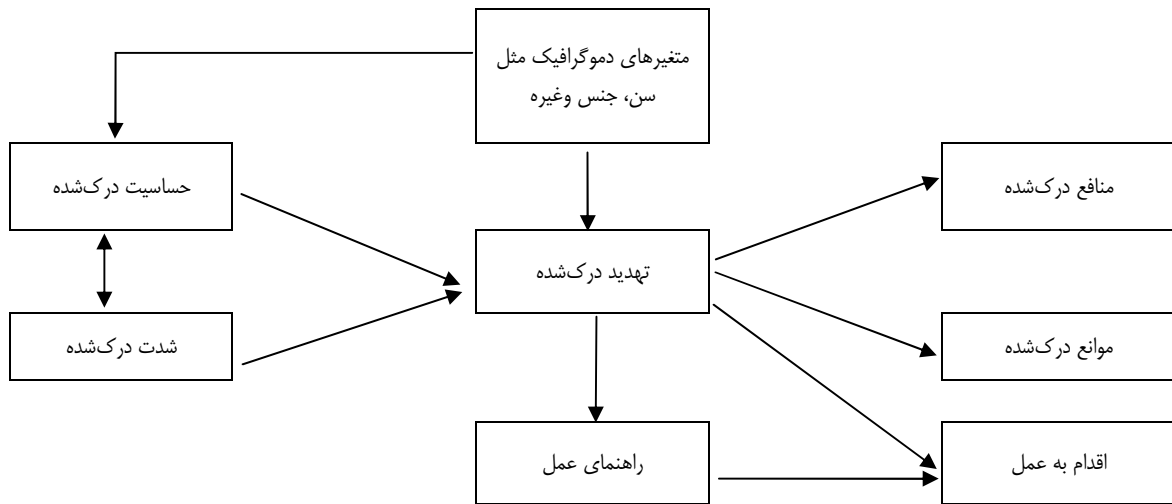 متغیرهای دموگرافیک مثل
سن، جنس وغیره
منافع درک‌شده
حساسیت درک‌شده
تهدید درک‌شده
موانع درک‌شده
شدت درک‌شده
اقدام به عمل
راهنمای عمل